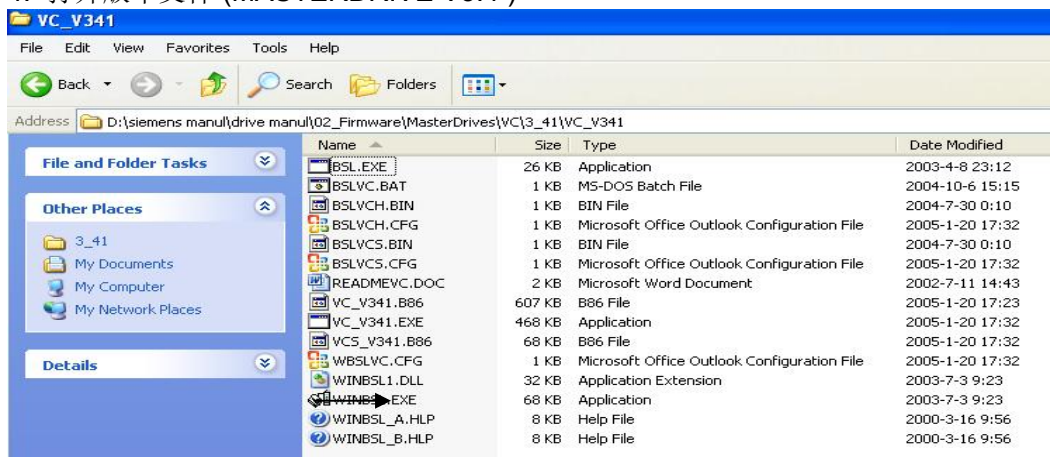 VC_V341
File Edit View Favorites Tools Help
Back Search Folders
Address D:\siemens manul\drive manul\02_Firmware\MasterDrives\VC\3_41\VC_V341
File and Folder Tasks
Other Places
3_41
My Documents
My Computer
My Network Places
Details
Name Size Type Date Modified
BSL.EXE 26 KB Application 2003-4-8 23:12
BSLVC.BAT 1 KB MS-DOS Batch File 2004-10-6 15:15
BSLVCH.BIN 1 KB BIN File 2004-7-30 0:10
BSLVCH.CFG 1 KB Microsoft Office Outlook Configuration File 2005-1-20 17:32
BSLVCS.BIN 1 KB BIN File 2004-7-30 0:10
BSLVCS.CFG 1 KB Microsoft Office Outlook Configuration File 2005-1-20 17:32
READMEVC.DOC 2 KB Microsoft Word Document 2002-7-11 14:43
VC_V341.B86 607 KB B86 File 2005-1-20 17:23
VC_V341.EXE 468 KB Application 2005-1-20 17:32
VCS_V341.B86 68 KB B86 File 2005-1-20 17:32
WBSLVC.CFG 1 KB Microsoft Office Outlook Configuration File 2005-1-20 17:32
WINBSL1.DLL 32 KB Application Extension 2003-7-3 9:23
.EXE 68 KB Application 2003-7-3 9:23
WINBSL_A.HLP 8 KB Help File 2000-3-16 9:56
WINBSL_B.HLP 8 KB Help File 2000-3-16 9:56